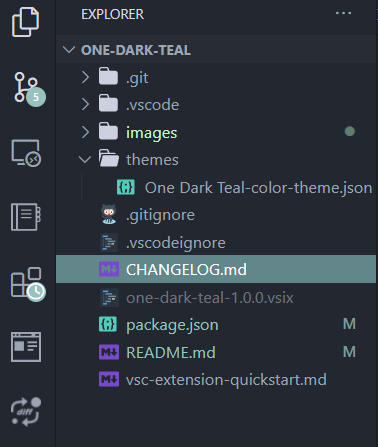 EXPLORER ...
ONE-DARK-TEAL
.git
.vscode
images
themes
One Dark Teal-color-theme.json
.gitignore
.vscodeignore
CHANGELOG.md
one-dark-teal-1.0.0.vsix
package.json M
README.md M
vsc-extension-quickstart.md
5
diff